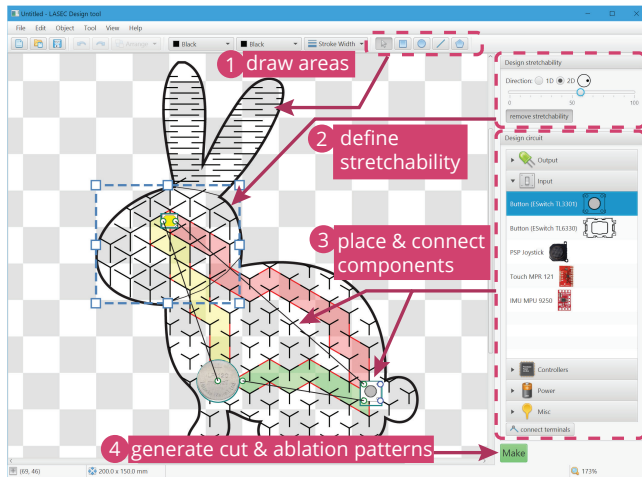 Untitled - LASEC Design tool
File Edit Object Tool View Help
Arrange Black Black Stroke Width
1 draw areas
Design stretchability
Direction: 1D 2D
0 50 100
remove stretchability
2 define
stretchability
Design circuit
Output
Input
Button (ESwitch TL3301)
Button (ESwitch TL6330)
3 place & connect
components
PSP Joystick
Touch MPR 121
IMU MPU 9250
Controllers
Power
Misc
connect terminals
4 generate cut & ablation patterns
Make
(69, 46) 200.0 x 150.0 mm 173%